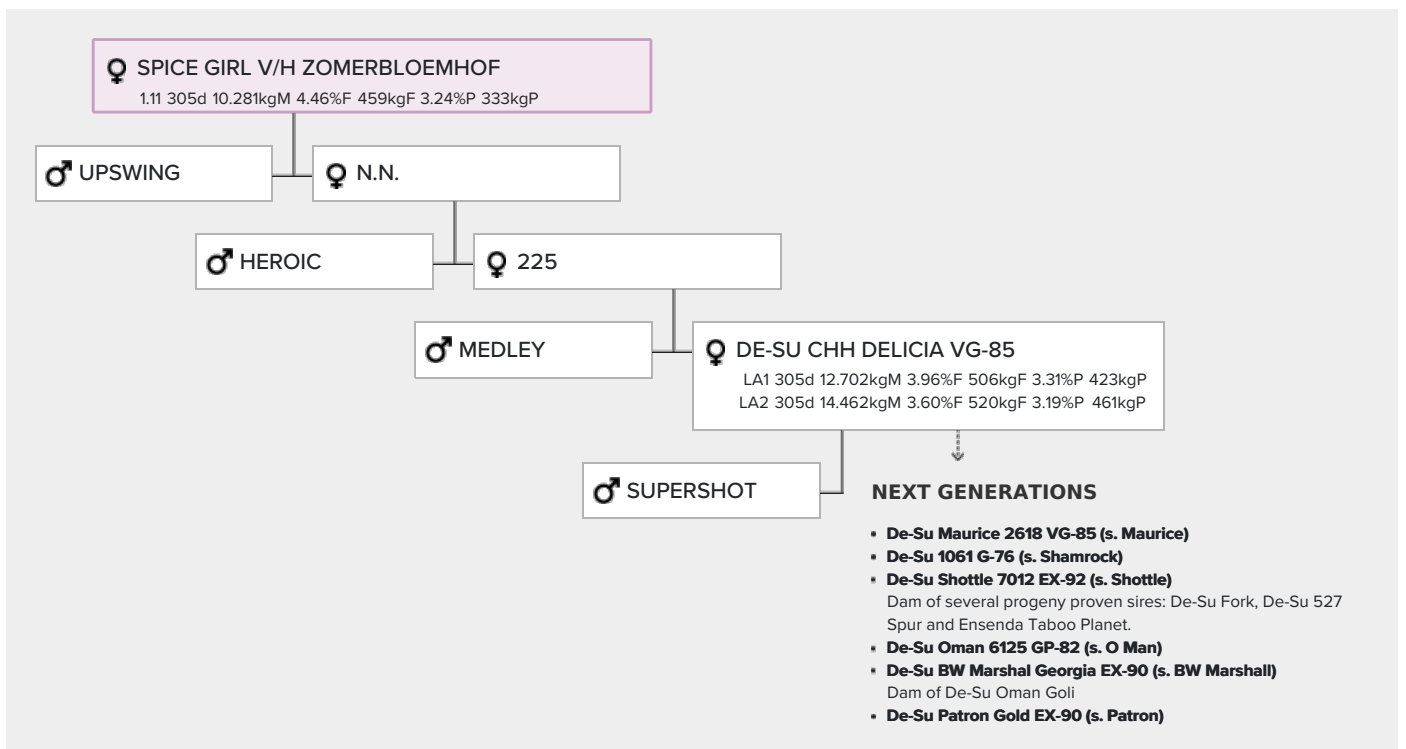 SPICE GIRL V/H ZOMERBLOEMHOF
1.11 305d 10.281kgM 4.46%F 459kgF 3.24%P 333kgP
UPSWING
N.N.
HEROIC
225
MEDLEY
DE-SU CHH DELICIA VG-85
LA1 305d 12.702kgM 3.96%F 506kgF 3.31%P 423kgP
LA2 305d 14.462kgM 3.60%F 520kgF 3.19%P 461kgP
SUPERSHOT
NEXT GENERATIONS
• De-Su Maurice 2618 VG-85 (s. Maurice)
• De-Su 1061 G-76 (s. Shamrock)
• De-Su Shottle 7012 EX-92 (s. Shottle)
Dam of several progeny proven sires: De-Su Fork, De-Su 527
Spur and Ensenda Taboo Planet.
• De-Su Oman 6125 GP-82 (s. O Man)
• De-Su BW Marshal Georgia EX-90 (s. BW Marshall)
Dam of De-Su Oman Goli
• De-Su Patron Gold EX-90 (s. Patron)